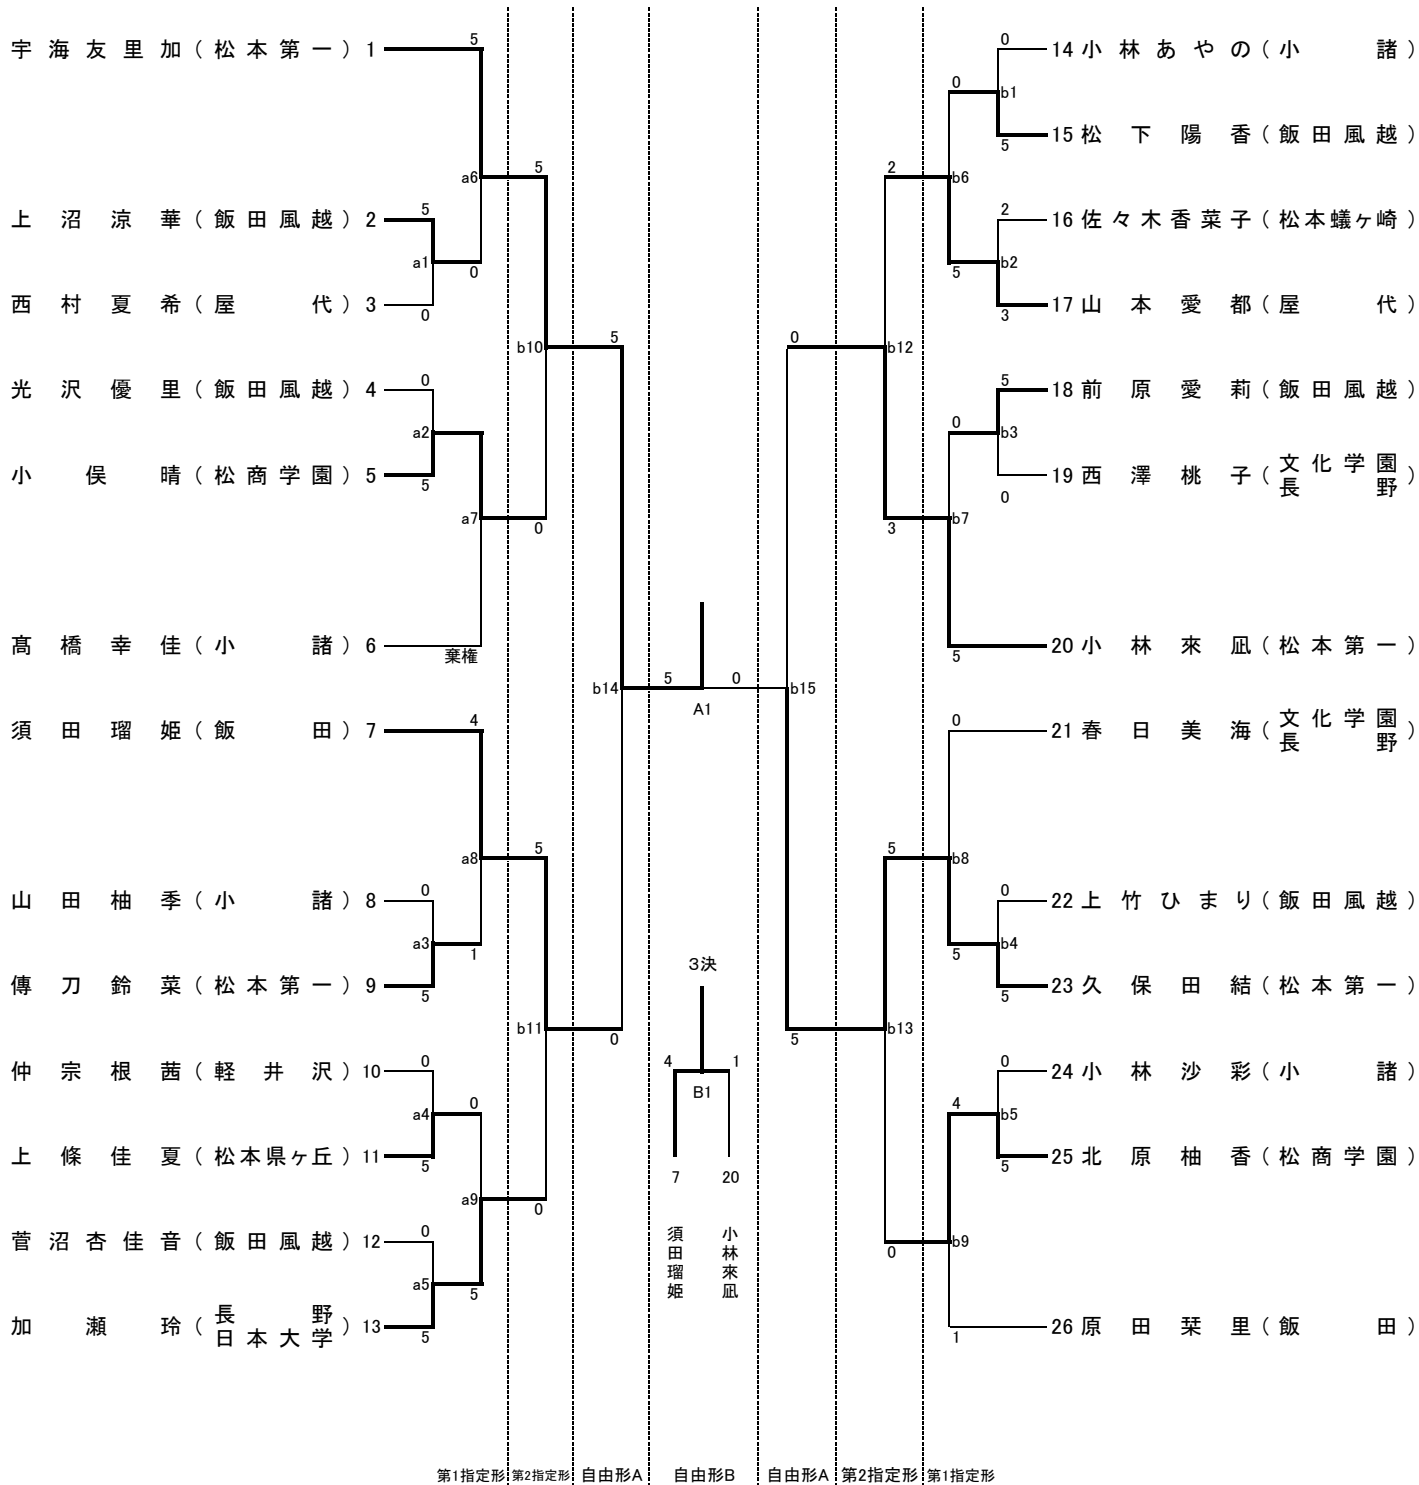 宇海友里加(松本第一) 1
上沼涼華(飯田風越) 2
西村夏希(屋代) 3
光沢優里(飯田風越) 4
小俣晴(松商学園) 5
髙橋幸佳(小諸) 6
須田瑠姫(飯田) 7
山田柚季(小諸) 8
傳刀鈴菜(松本第一) 9
仲宗根茜(軽井沢) 10
上條佳夏(松本県ヶ丘) 11
菅沼杏佳音(飯田風越) 12
加瀬玲(長野日本大学) 13
5
a6
5
a1
0
0
0
a2
5
a7
棄権
4
a8
0
a3
5
1
0
a4
5
0
a9
0
a5
5
5
5
b10
0
5
b11
0
5
b14
0
5
0
A1
3決
4
1
B1
7
20
須田瑠姫
小林來凪
0
b15
5
2
b12
3
5
b13
0
0
b6
5
0
b7
5
0
b8
5
4
b9
1
0
b1
5
2
b2
3
5
b3
0
0
b4
5
0
b5
5
14 小林あやの(小諸)
15 松下陽香(飯田風越)
16 佐々木香菜子(松本蟻ヶ崎)
17 山本愛都(屋代)
18 前原愛莉(飯田風越)
19 西澤桃子(文化学園長野)
20 小林來凪(松本第一)
21 春日美海(文化学園長野)
22 上竹ひまり(飯田風越)
23 久保田結(松本第一)
24 小林沙彩(小諸)
25 北原柚香(松商学園)
26 原田栞里(飯田)
第1指定形 第2指定形 自由形A 自由形B 自由形A 第2指定形 第1指定形